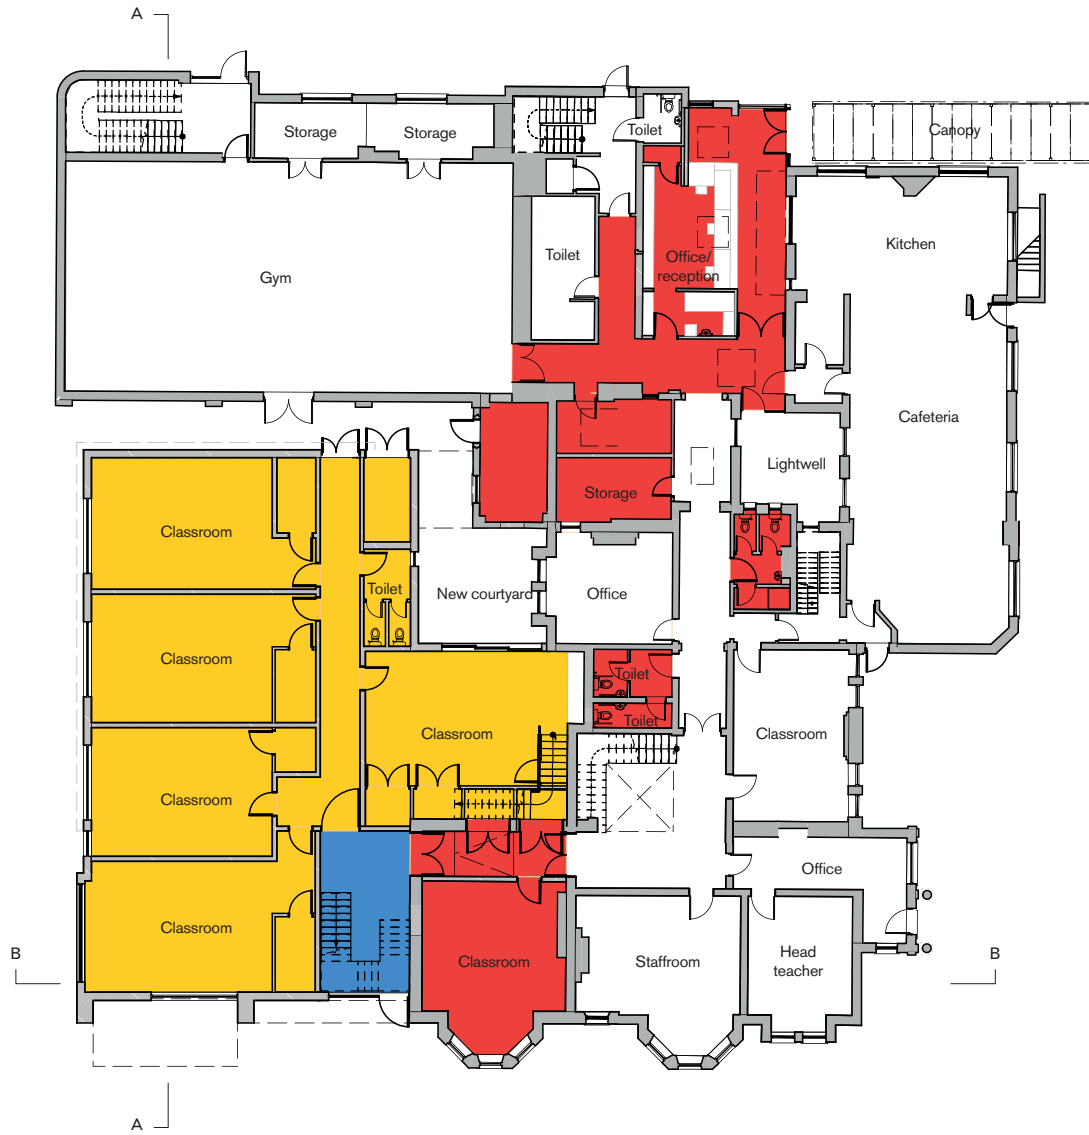 A
Storage
Storage
Toilet
Canopy
Kitchen
Toilet
Office/
reception
Gym
Cafeteria
Lightwell
Storage
Classroom
Toilet
New courtyard
Office
Classroom
Toilet
Toilet
Classroom
Classroom
Classroom
Office
Classroom
B
Classroom
Staffroom
Head
teacher
B
A